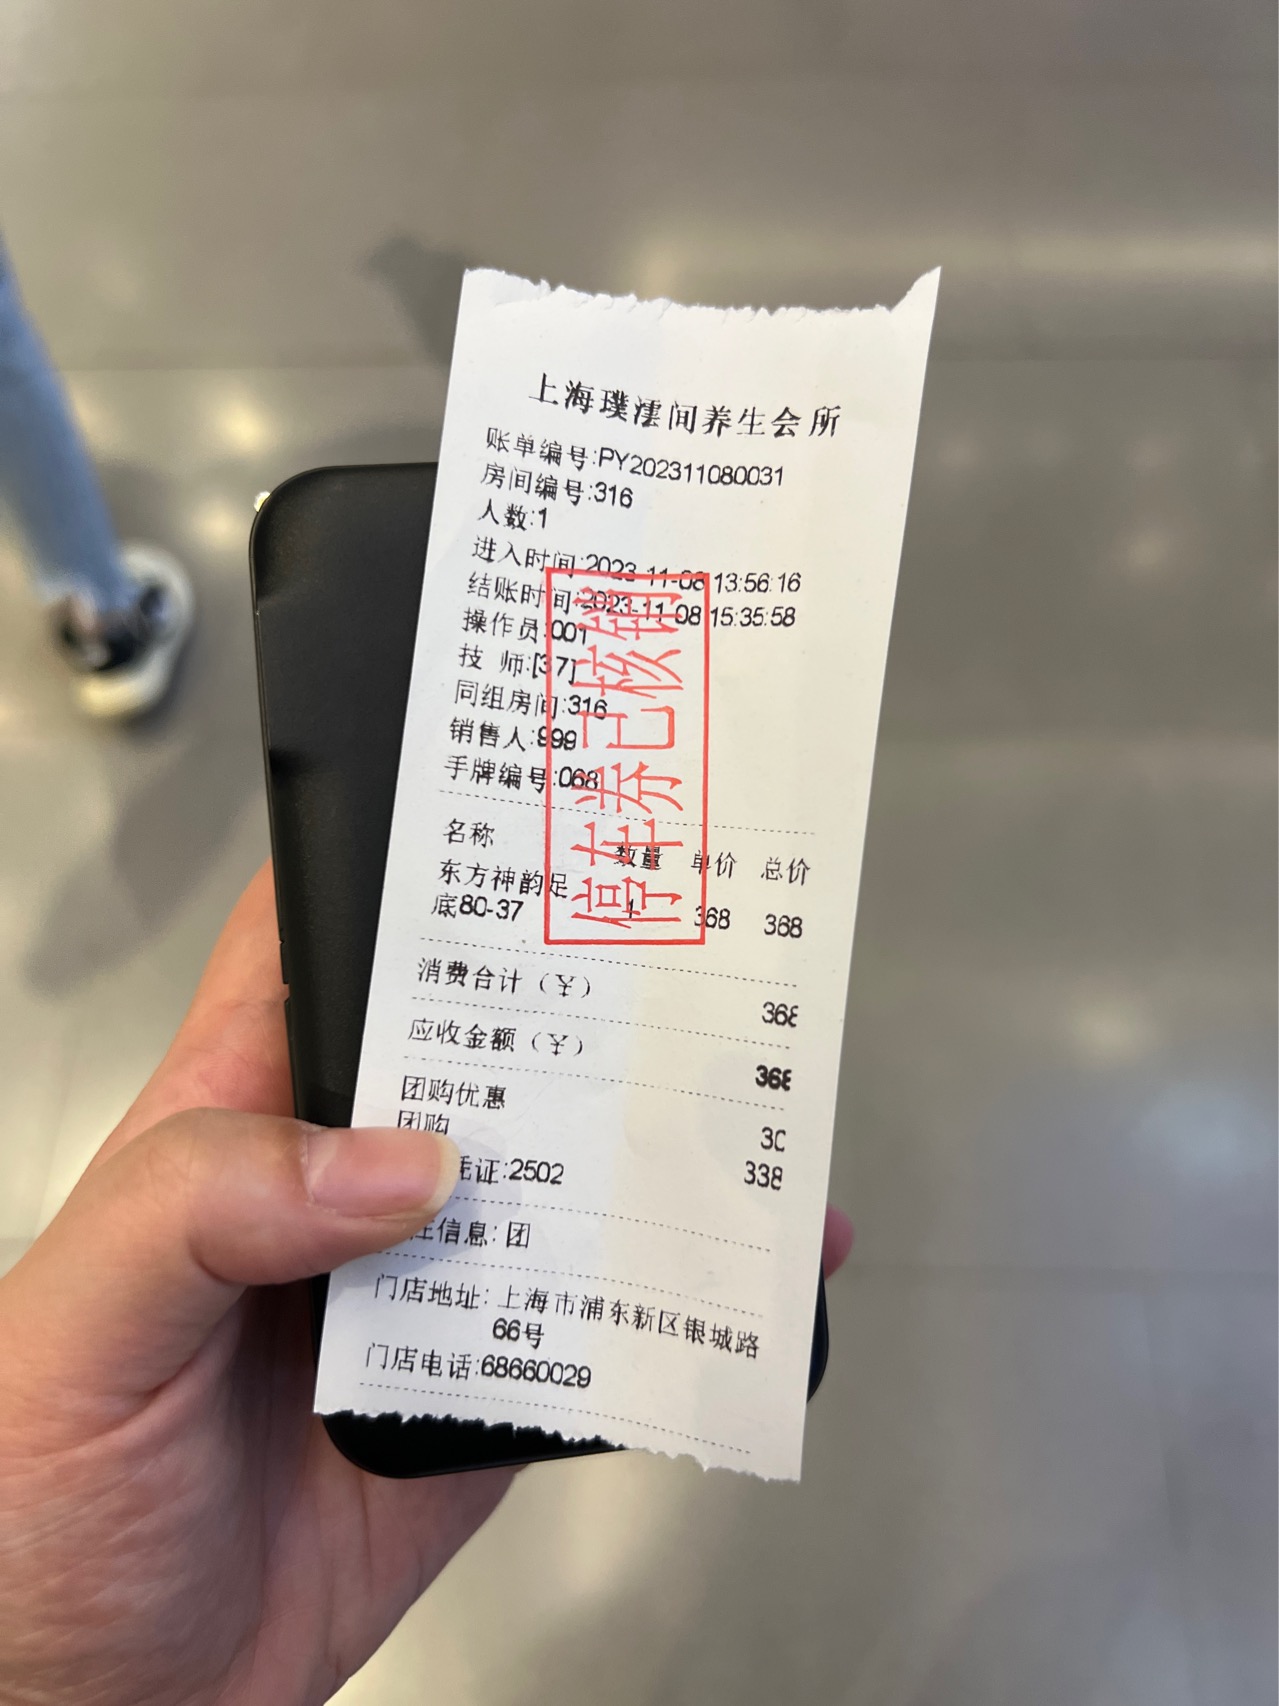 上海璞澐间养生会所
账单编号:PY202311080031
房间编号:316
人数:1
进入时间:2023-11-08 13:56:16
结账时间:2023-11-08 15:35:58
操作员:001
技 师:[37]
同组房间:316
销售人:999
手牌编号:068
停车券已核销
名称 数量 单价 总价
东方神韵足
底80-37 1 368 368
消费合计（¥） 368
应收金额（¥） 368
团购优惠 30
团购 338
证:2502
信息:团
门店地址:上海市浦东新区银城路
66号
门店电话:68660029